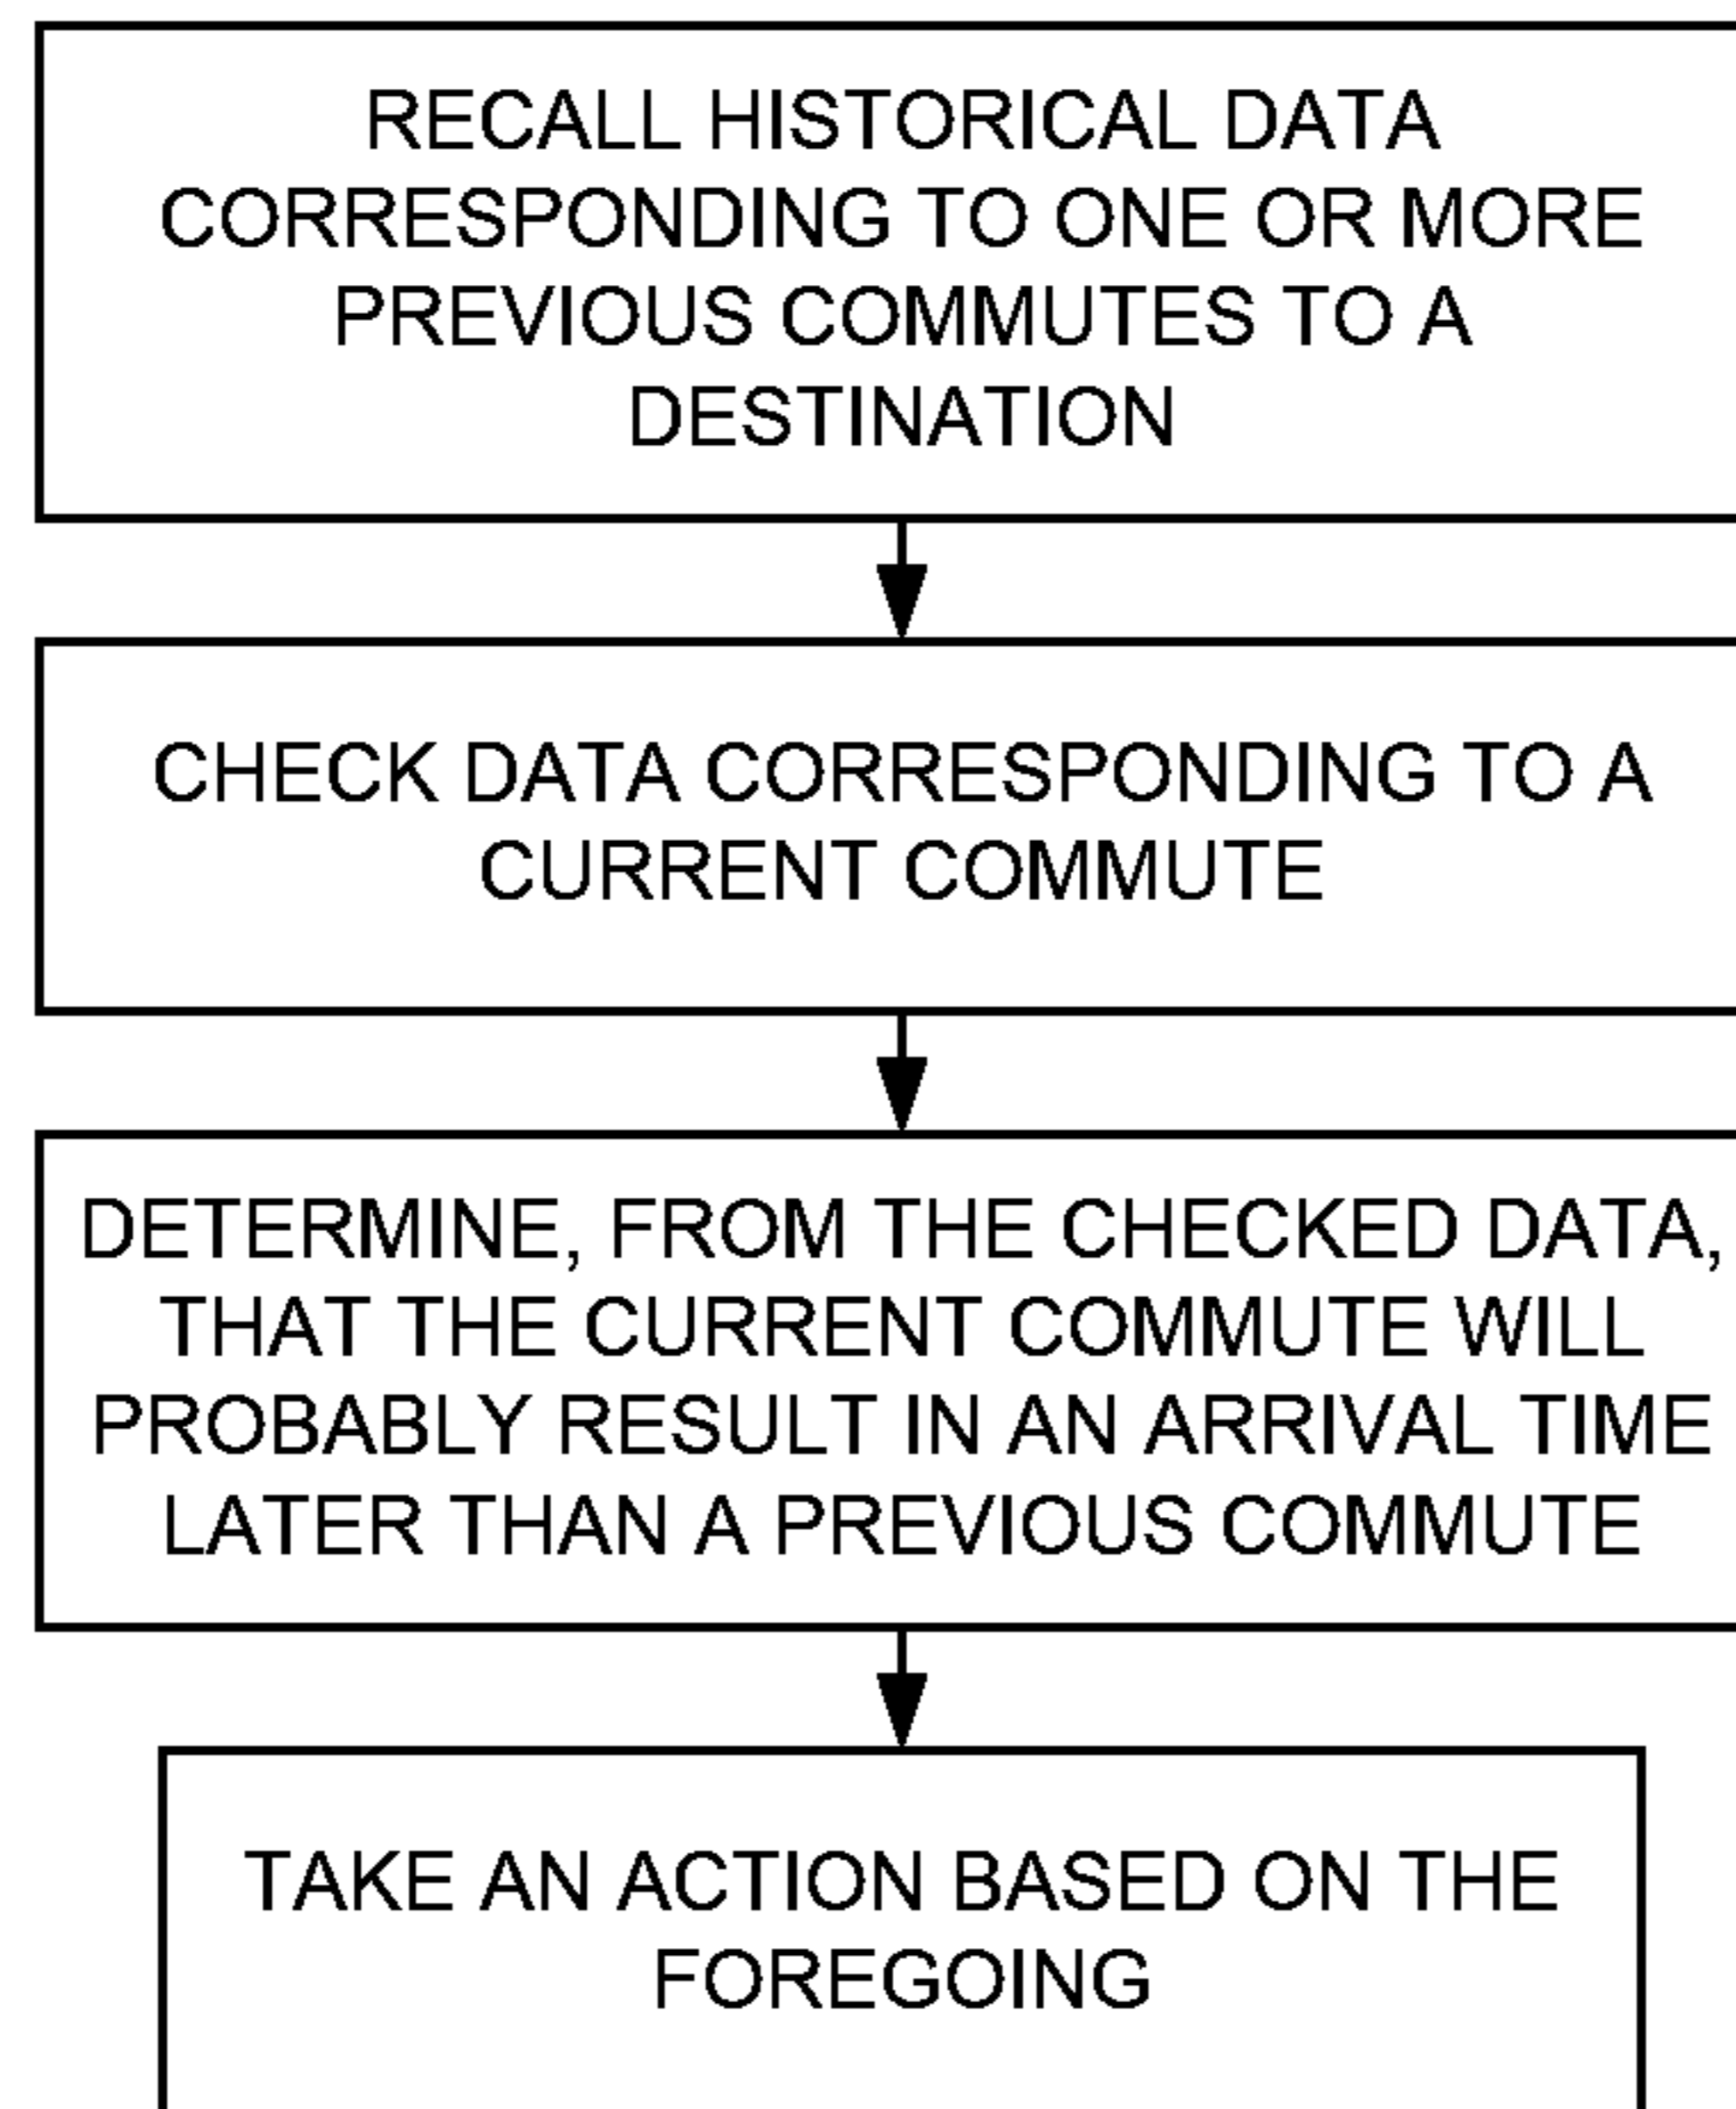 RECALL HISTORICAL DATA
CORRESPONDING TO ONE OR MORE
PREVIOUS COMMUTES TO A
DESTINATION
CHECK DATA CORRESPONDING TO A
CURRENT COMMUTE
DETERMINE, FROM THE CHECKED DATA,
THAT THE CURRENT COMMUTE WILL
PROBABLY RESULT IN AN ARRIVAL TIME
LATER THAN A PREVIOUS COMMUTE
TAKE AN ACTION BASED ON THE
FOREGOING